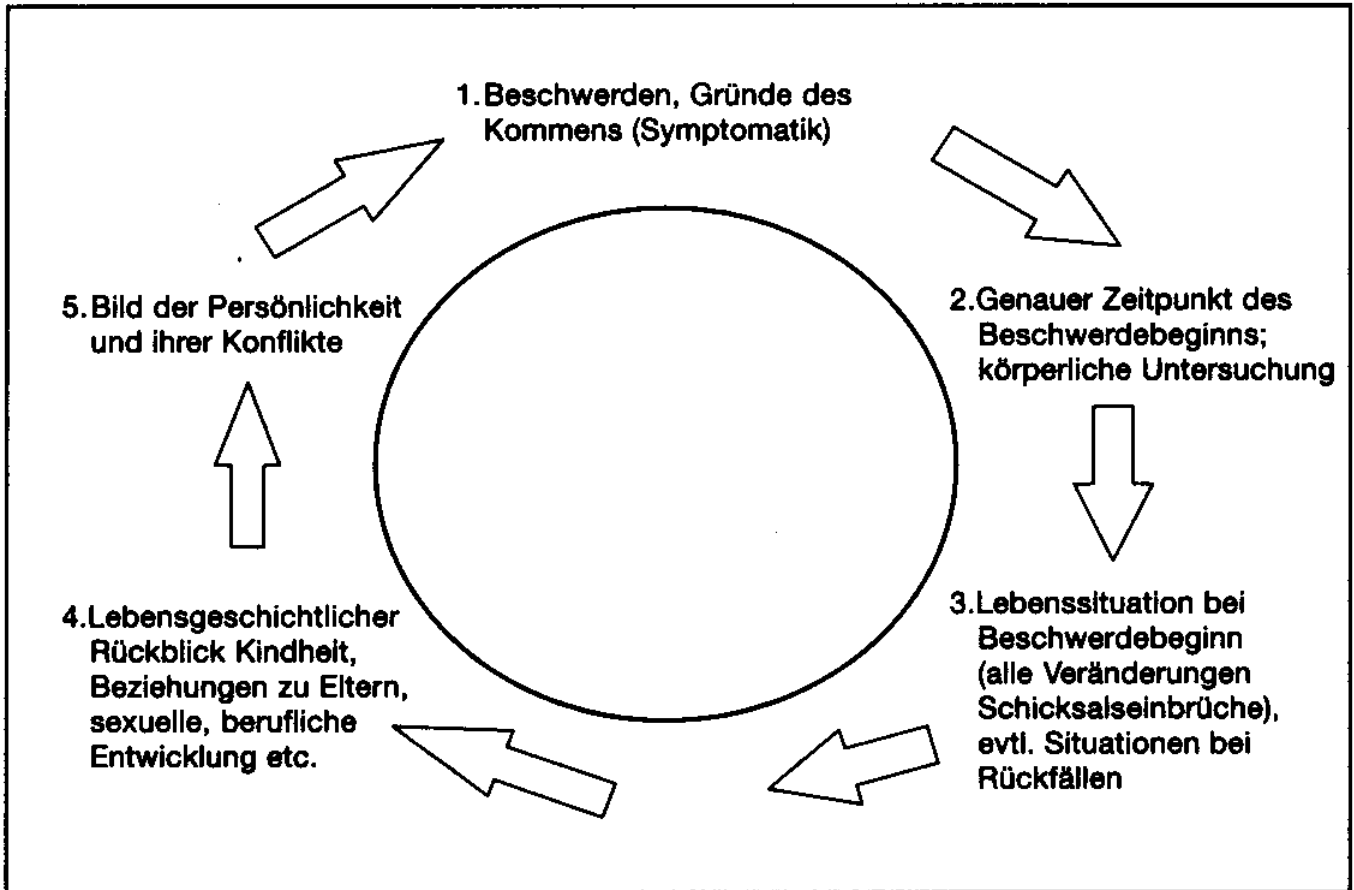 1. Beschwerden, Gründe des
Kommens (Symptomatik)
2. Genauer Zeitpunkt des
Beschwerdebeginns;
körperliche Untersuchung
3. Lebenssituation bei
Beschwerdebeginn
(alle Veränderungen
Schicksalseinbrüche),
evtl. Situationen bei
Rückfällen
4. Lebensgeschichtlicher
Rückblick Kindheit,
Beziehungen zu Eltern,
sexuelle, berufliche
Entwicklung etc.
5. Bild der Persönlichkeit
und ihrer Konflikte